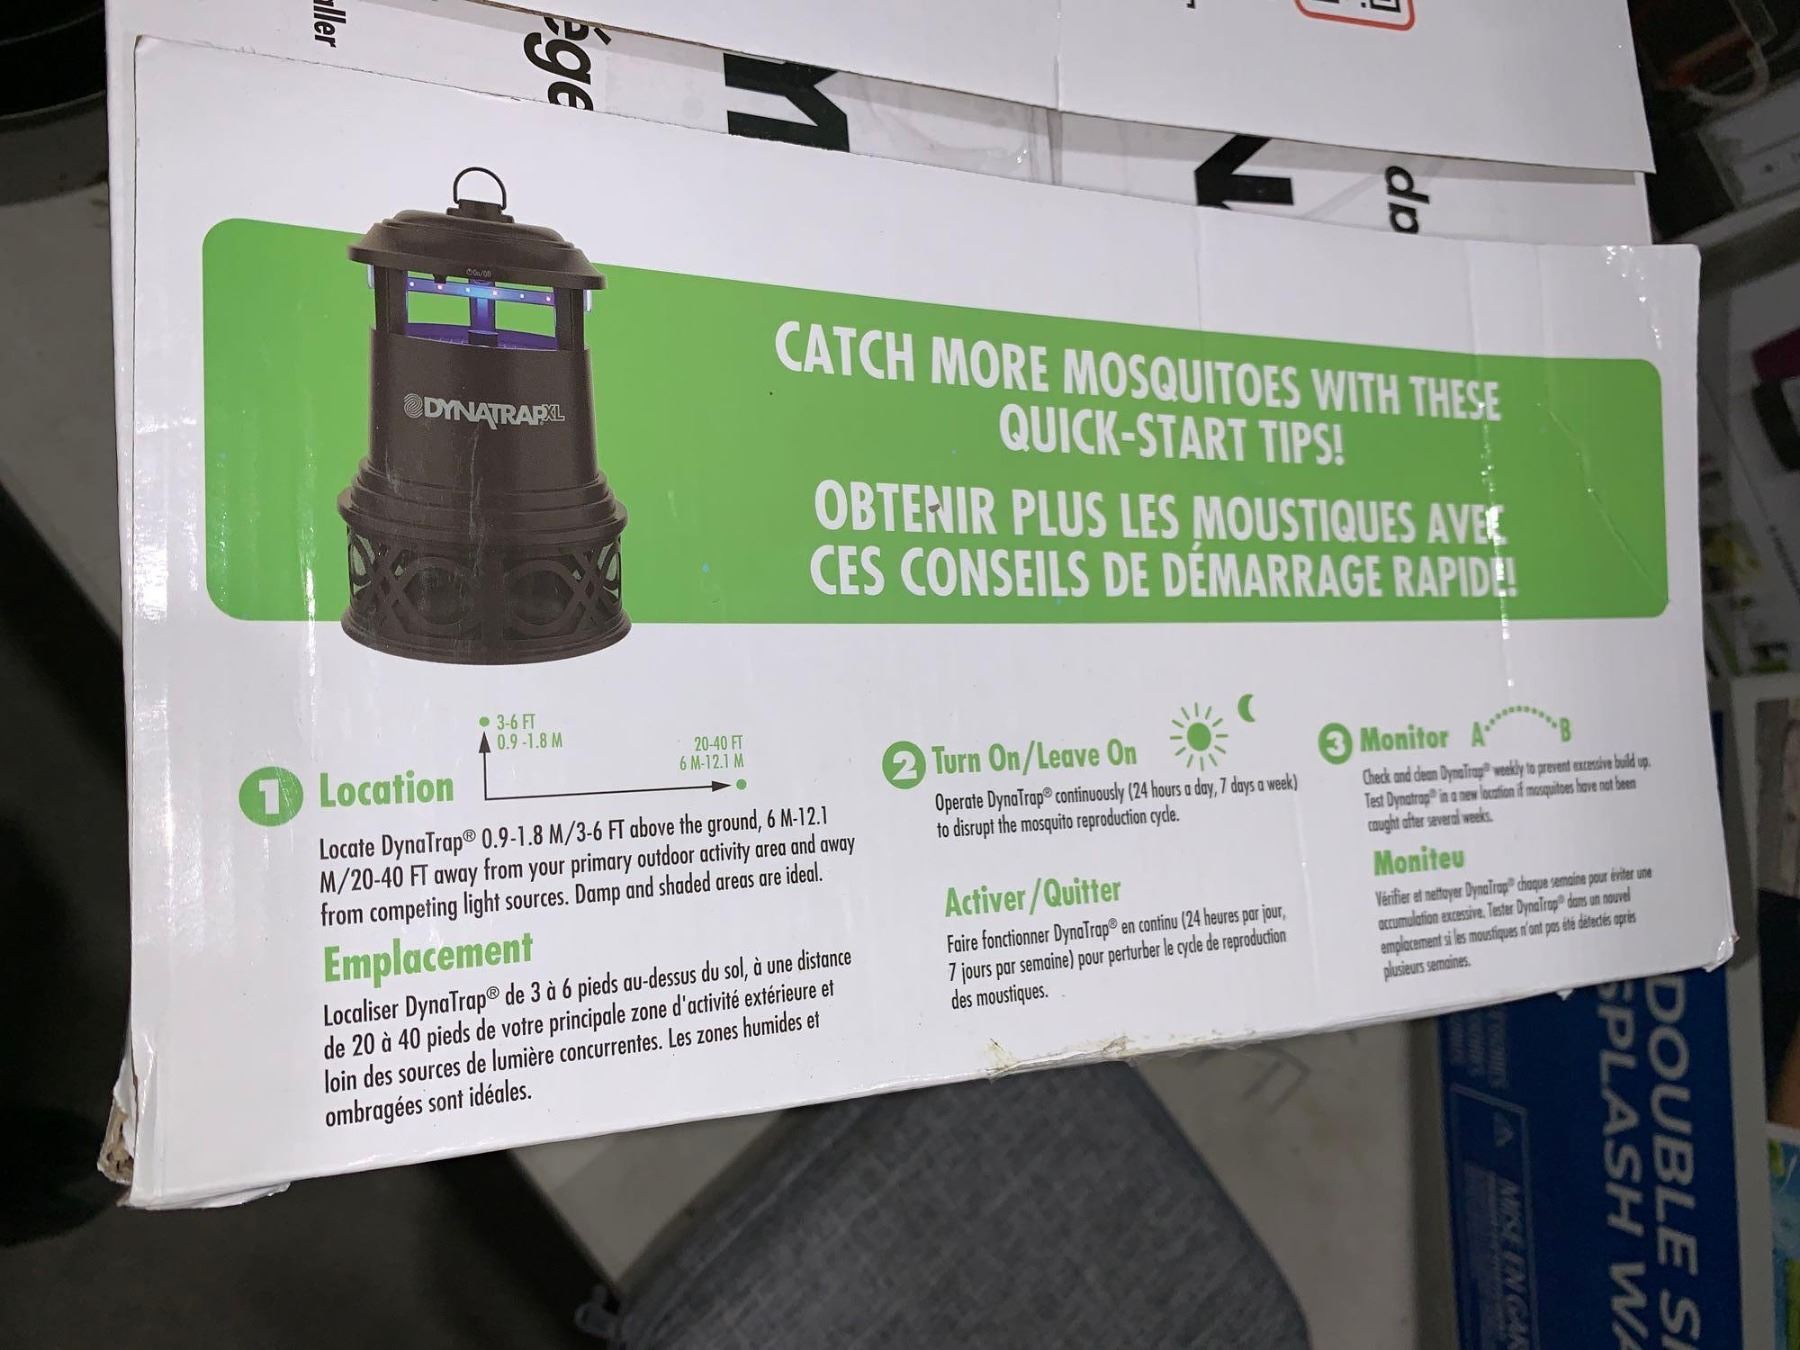 ller
ége
dp
On/Off
DYNATRAP XL
CATCH MORE MOSQUITOES WITH THESE
QUICK-START TIPS!
OBTENIR PLUS LES MOUSTIQUES AVEC
CES CONSEILS DE DÉMARRAGE RAPIDE!
3-6 FT
0.9 -1.8 M
20-40 FT
6 M-12.1 M
1 Location
Locate DynaTrap® 0.9-1.8 M/3-6 FT above the ground, 6 M-12.1
M/20-40 FT away from your primary outdoor activity area and away
from competing light sources. Damp and shaded areas are ideal.
Emplacement
Localiser DynaTrap® de 3 à 6 pieds au-dessus du sol, à une distance
de 20 à 40 pieds de votre principale zone d'activité extérieure et
loin des sources de lumière concurrentes. Les zones humides et
ombragées sont idéales.
2 Turn On/Leave On
Operate DynaTrap® continuously (24 hours a day, 7 days a week)
to disrupt the mosquito reproduction cycle.
Activer/Quitter
Faire fonctionner DynaTrap® en continu (24 heures par jour,
7 jours par semaine) pour perturber le cycle de reproduction
des moustiques.
3 Monitor A B
Check and clean DynaTrap® weekly to prevent excessive build up.
Test Dynatrap® in a new location if mosquitoes have not been
caught after several weeks.
Moniteu
Vérifier et nettoyer DynaTrap® chaque semaine pour éviter une
accumulation excessive. Tester DynaTrap® dans un nouvel
emplacement si les moustiques n'ont pas été détectés après
plusieurs semaines.
DOUBLE S
SPLASH WA
MISE EN GAR